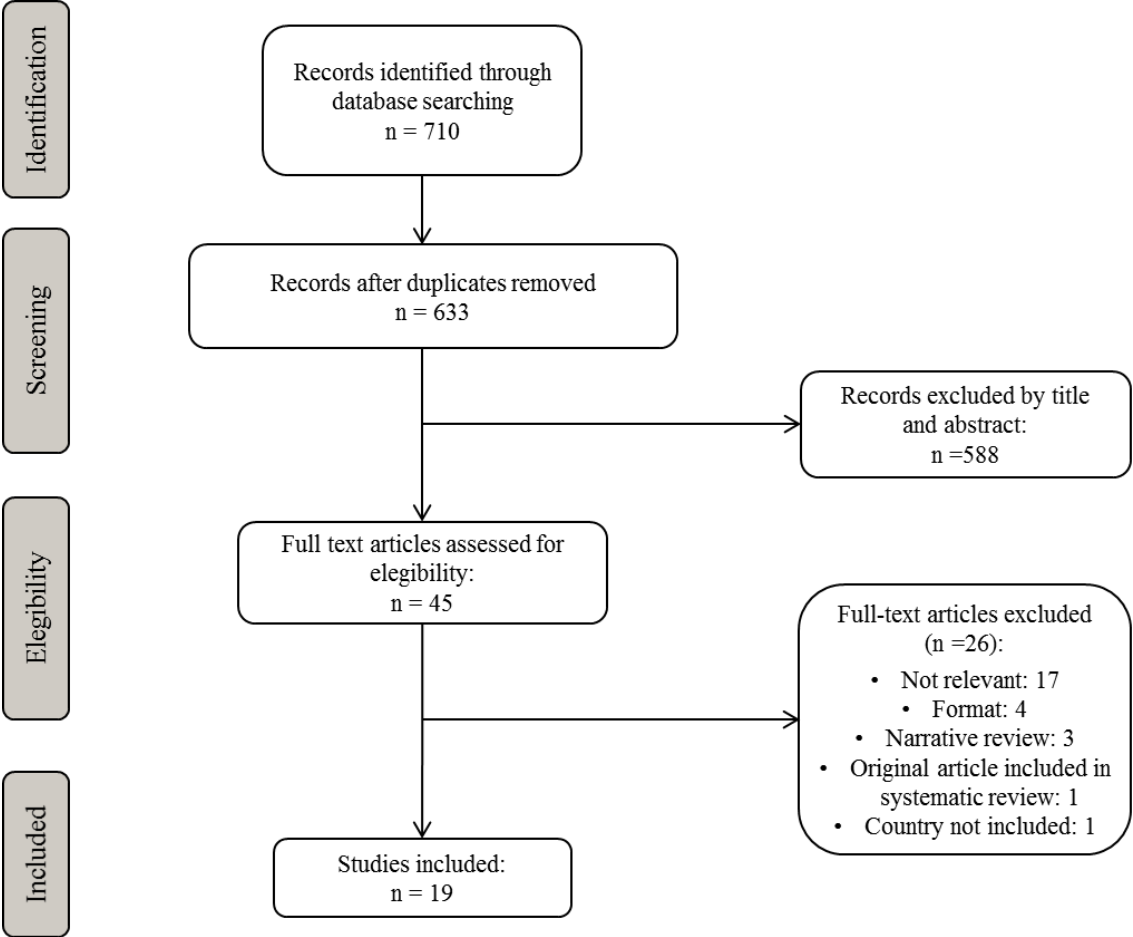 Identification
Records identified through
database searching
n = 710
Screening
Records after duplicates removed
n = 633
Records excluded by title
and abstract:
n =588
Elegibility
Full text articles assessed for
elegibility:
n = 45
Full-text articles excluded
(n =26):
• Not relevant: 17
• Format: 4
• Narrative review: 3
• Original article included in
systematic review: 1
• Country not included: 1
Included
Studies included:
n = 19